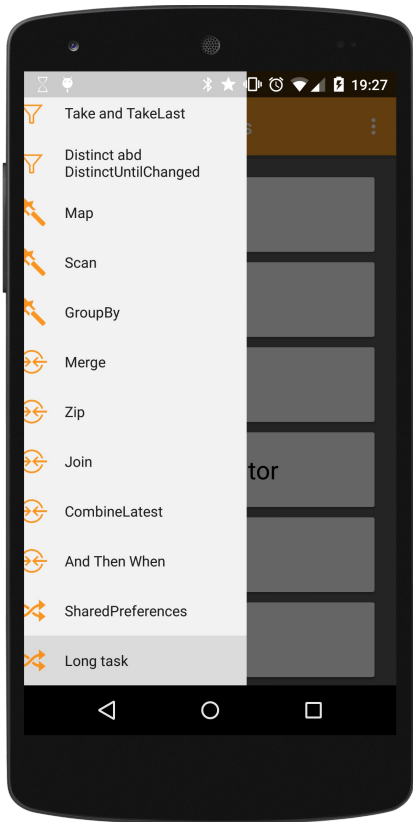 19:27
s
Take and TakeLast
Distinct abd
DistinctUntilChanged
Map
Scan
GroupBy
Merge
Zip
Join
tor
CombineLatest
And Then When
SharedPreferences
Long task